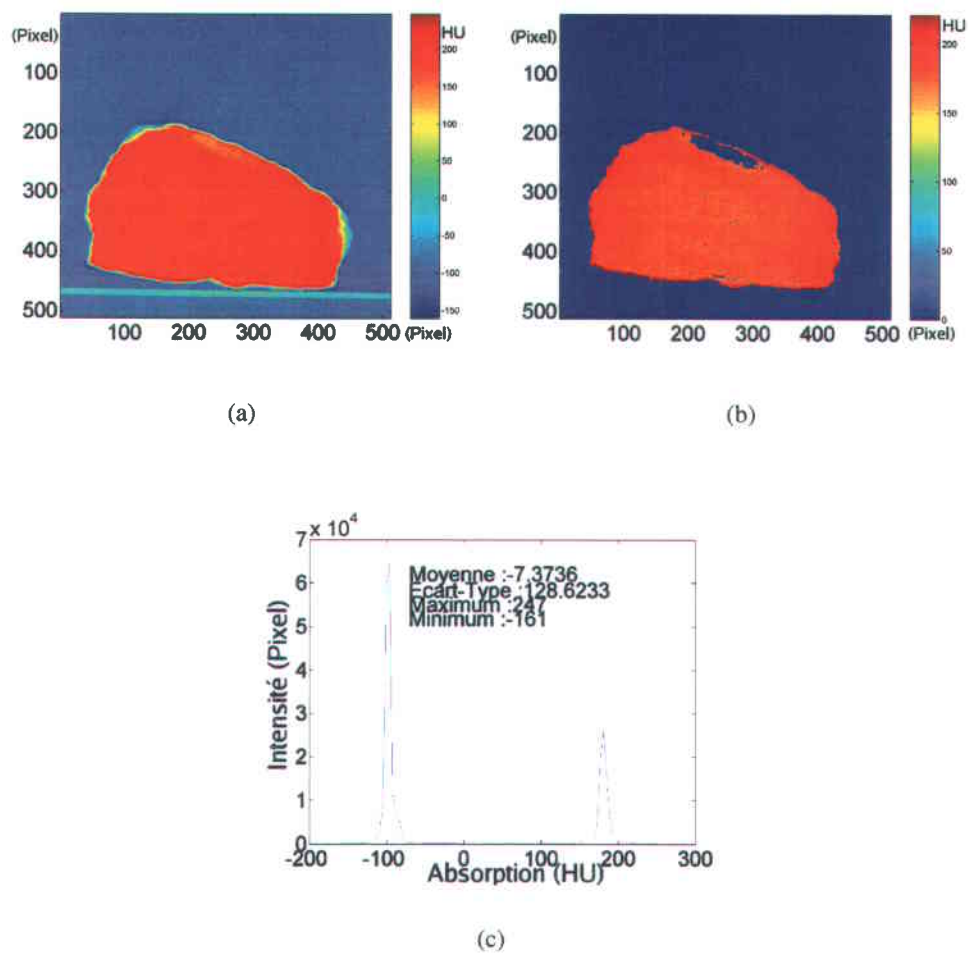 (Pixel)
100
200
300
400
500
100 200 300 400 500 (Pixel)
HU
200
150
100
50
0
-50
-100
-150
(a)
(Pixel)
100
200
300
400
500
100 200 300 400 500 (Pixel)
HU
200
150
100
50
0
(b)
7 x 10^4
6
5
4
3
2
1
0
Intensité (Pixel)
Moyenne :-7.3736
Ecart-Type :128.6233
Maximum :247
Minimum :-161
-200 -100 0 100 200 300
Absorption (HU)
(c)